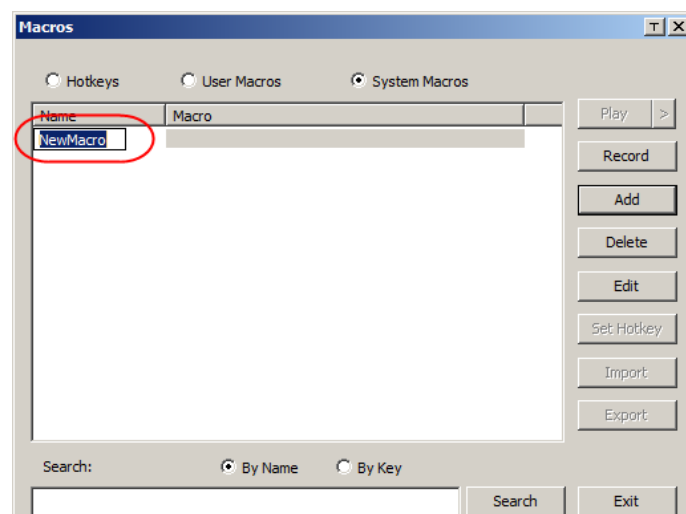 Macros
Hotkeys User Macros System Macros
Name Macro
NewMacro
Play >
Record
Add
Delete
Edit
Set Hotkey
Import
Export
Search: By Name By Key
Search Exit